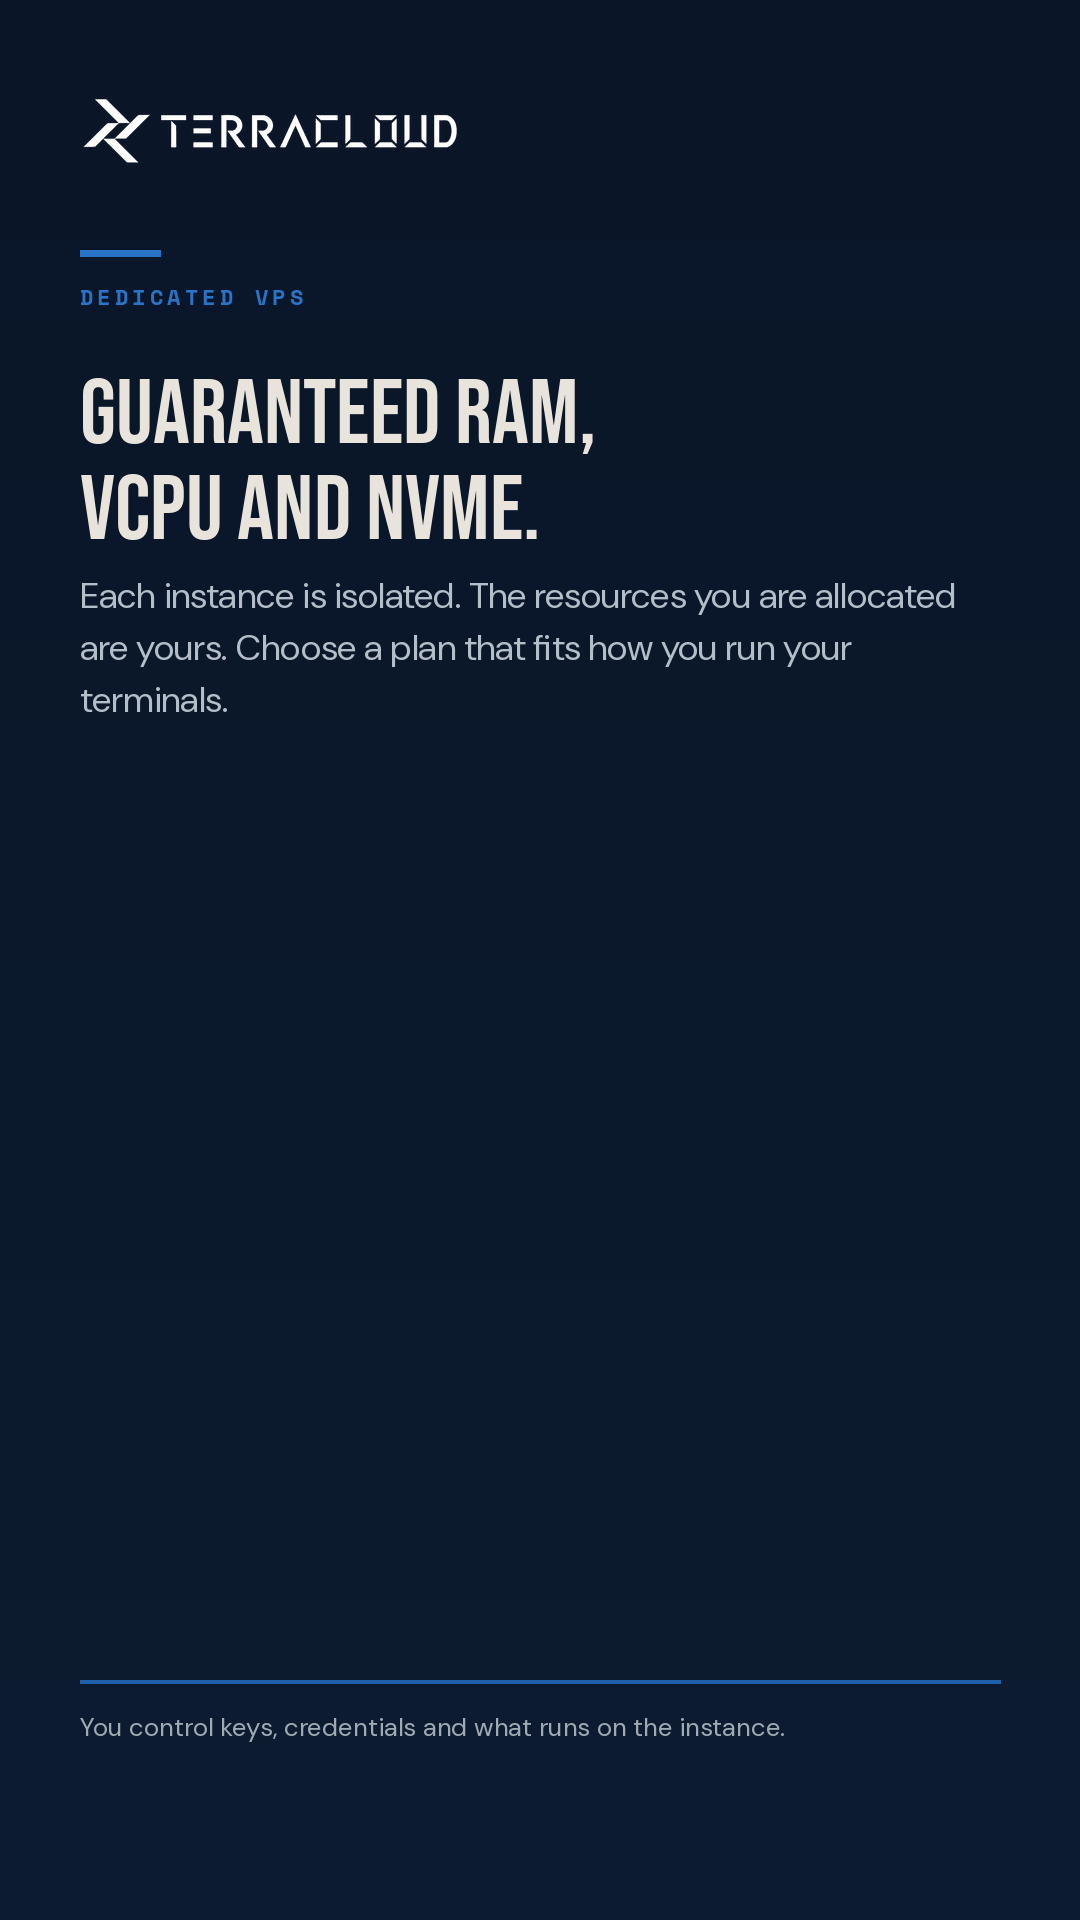 TERRACLOUD
DEDICATED VPS
GUARANTEED RAM,
VCPU AND NVME.
Each instance is isolated. The resources you are allocated
are yours. Choose a plan that fits how you run your
terminals.
You control keys, credentials and what runs on the instance.